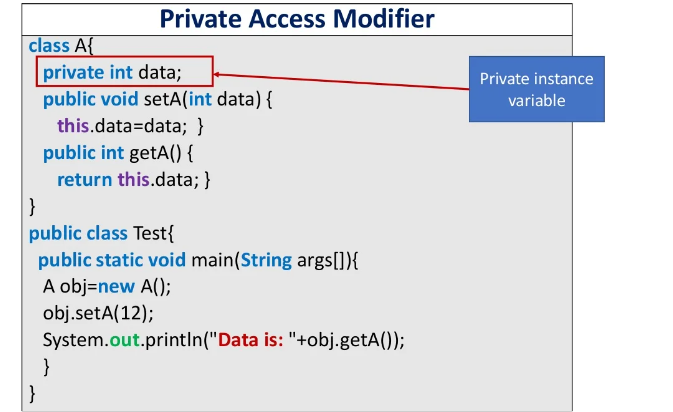 Private Access Modifier
class A{
private int data;
Private instance
variable
public void setA(int data) {
this.data=data;  }
public int getA() {
return this.data; }
}
public class Test{
public static void main(String args[]){
A obj=new A();
obj.setA(12);
System.out.println("Data is: "+obj.getA());
}
}